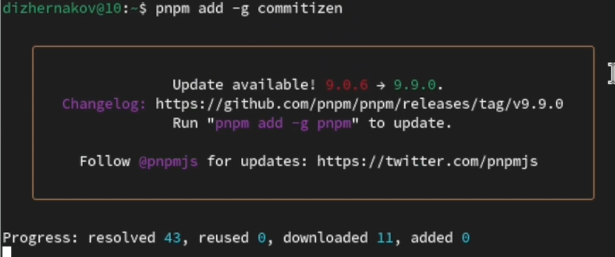 dizhernakov@10:~$ pnpm add -g commitizen
Update available! 9.0.6 → 9.9.0.
Changelog: https://github.com/pnpm/pnpm/releases/tag/v9.9.0
Run "pnpm add -g pnpm" to update.
Follow @pnpmjs for updates: https://twitter.com/pnpmjs
Progress: resolved 43, reused 0, downloaded 11, added 0